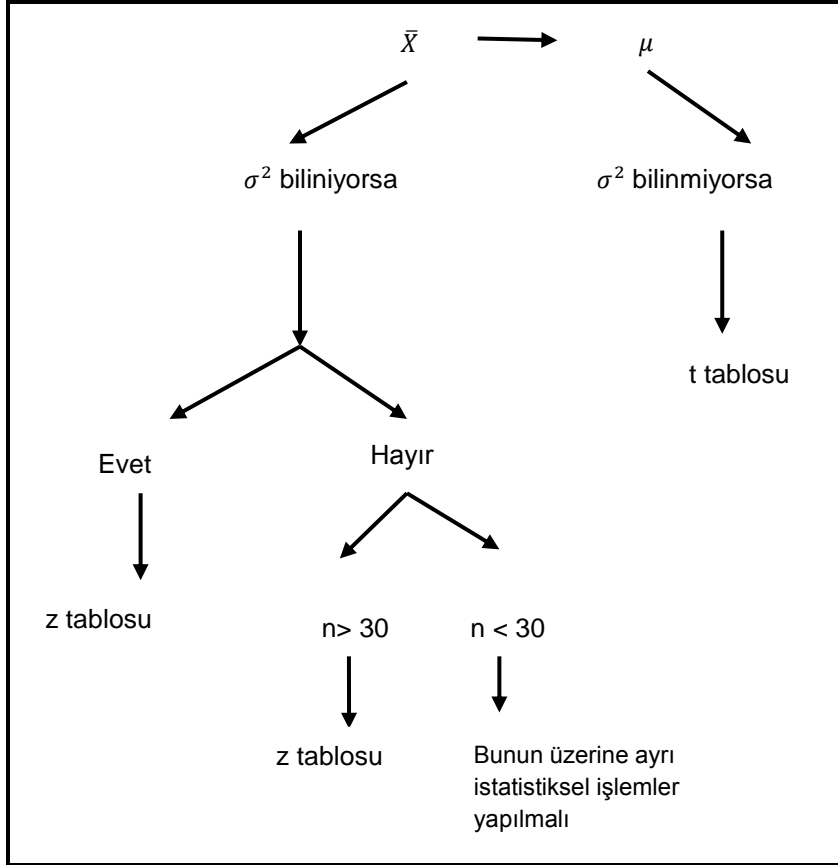 X̄ μ
σ² biliniyorsa σ² bilinmiyorsa
t tablosu
Evet Hayır
z tablosu
n> 30 n < 30
z tablosu
Bunun üzerine ayrı
istatistiksel işlemler
yapılmalı